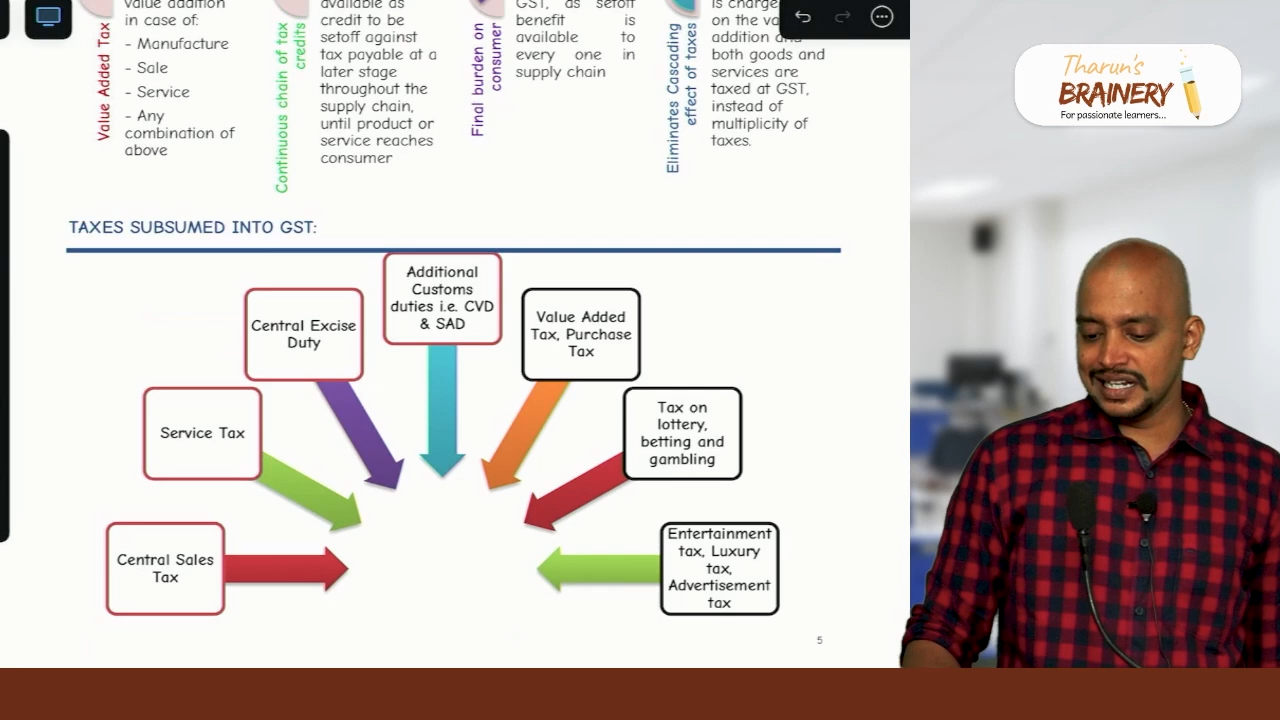 value addition
in case of:
- Manufacture
- Sale
- Service
- Any
combination of
above
Value Added Tax
available as
credit to be
setoff against
tax payable at a
later stage
throughout the
supply chain,
until product or
service reaches
consumer
Continuous chain of tax
credits
GST, as setoff
benefit is
available to
every one in
supply chain
Final burden on
consumer
is charge
on the va
addition and
both goods and
services are
taxed at GST,
instead of
multiplicity of
taxes.
Eliminates Cascading
effect of taxes
TAXES SUBSUMED INTO GST:
Additional
Customs
duties i.e. CVD
& SAD
Central Excise
Duty
Value Added
Tax, Purchase
Tax
Service Tax
Tax on
lottery,
betting and
gambling
Central Sales
Tax
Entertainment
tax, Luxury
tax,
Advertisement
tax
5
Tharun's
BRAINERY
For passionate learners...